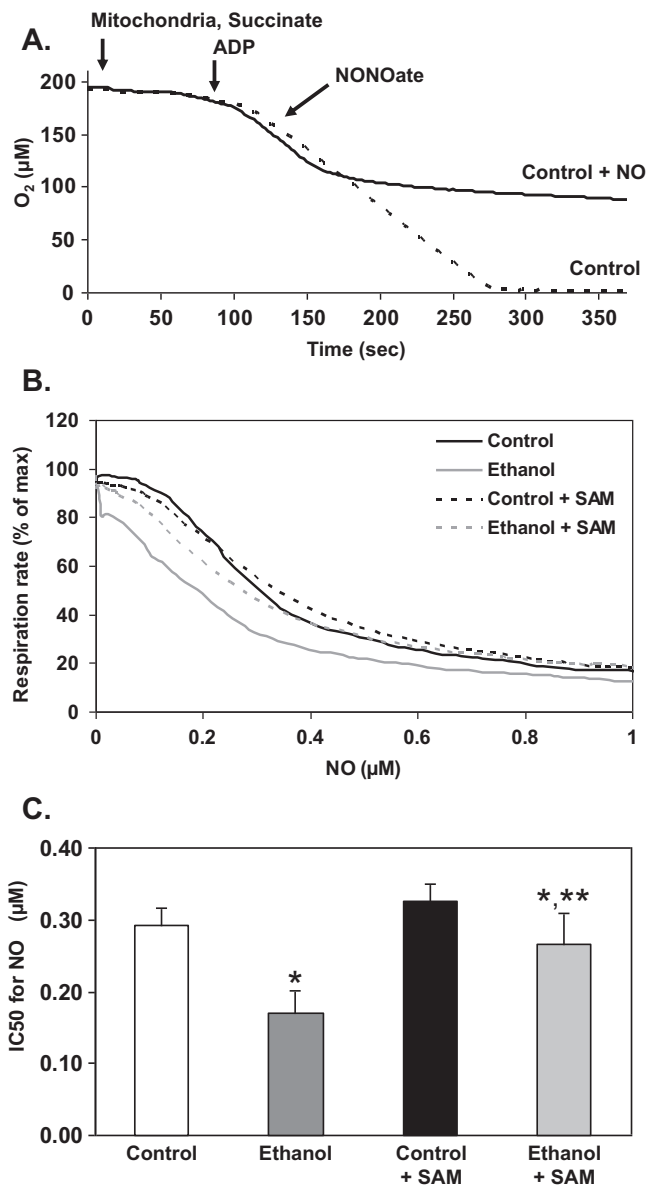 A.
Mitochondria, Succinate
ADP
NONOate
200
150
100
50
0
O2 (µM)
Control + NO
Control
0 50 100 150 200 250 300 350
Time (sec)
B.
120
100
80
60
40
20
0
Respiration rate (% of max)
Control
Ethanol
Control + SAM
Ethanol + SAM
0 0.2 0.4 0.6 0.8 1
NO (µM)
C.
0.40
0.30
0.20
0.10
0.00
IC50 for NO (µM)
*
*,**
Control Ethanol Control + SAM Ethanol + SAM